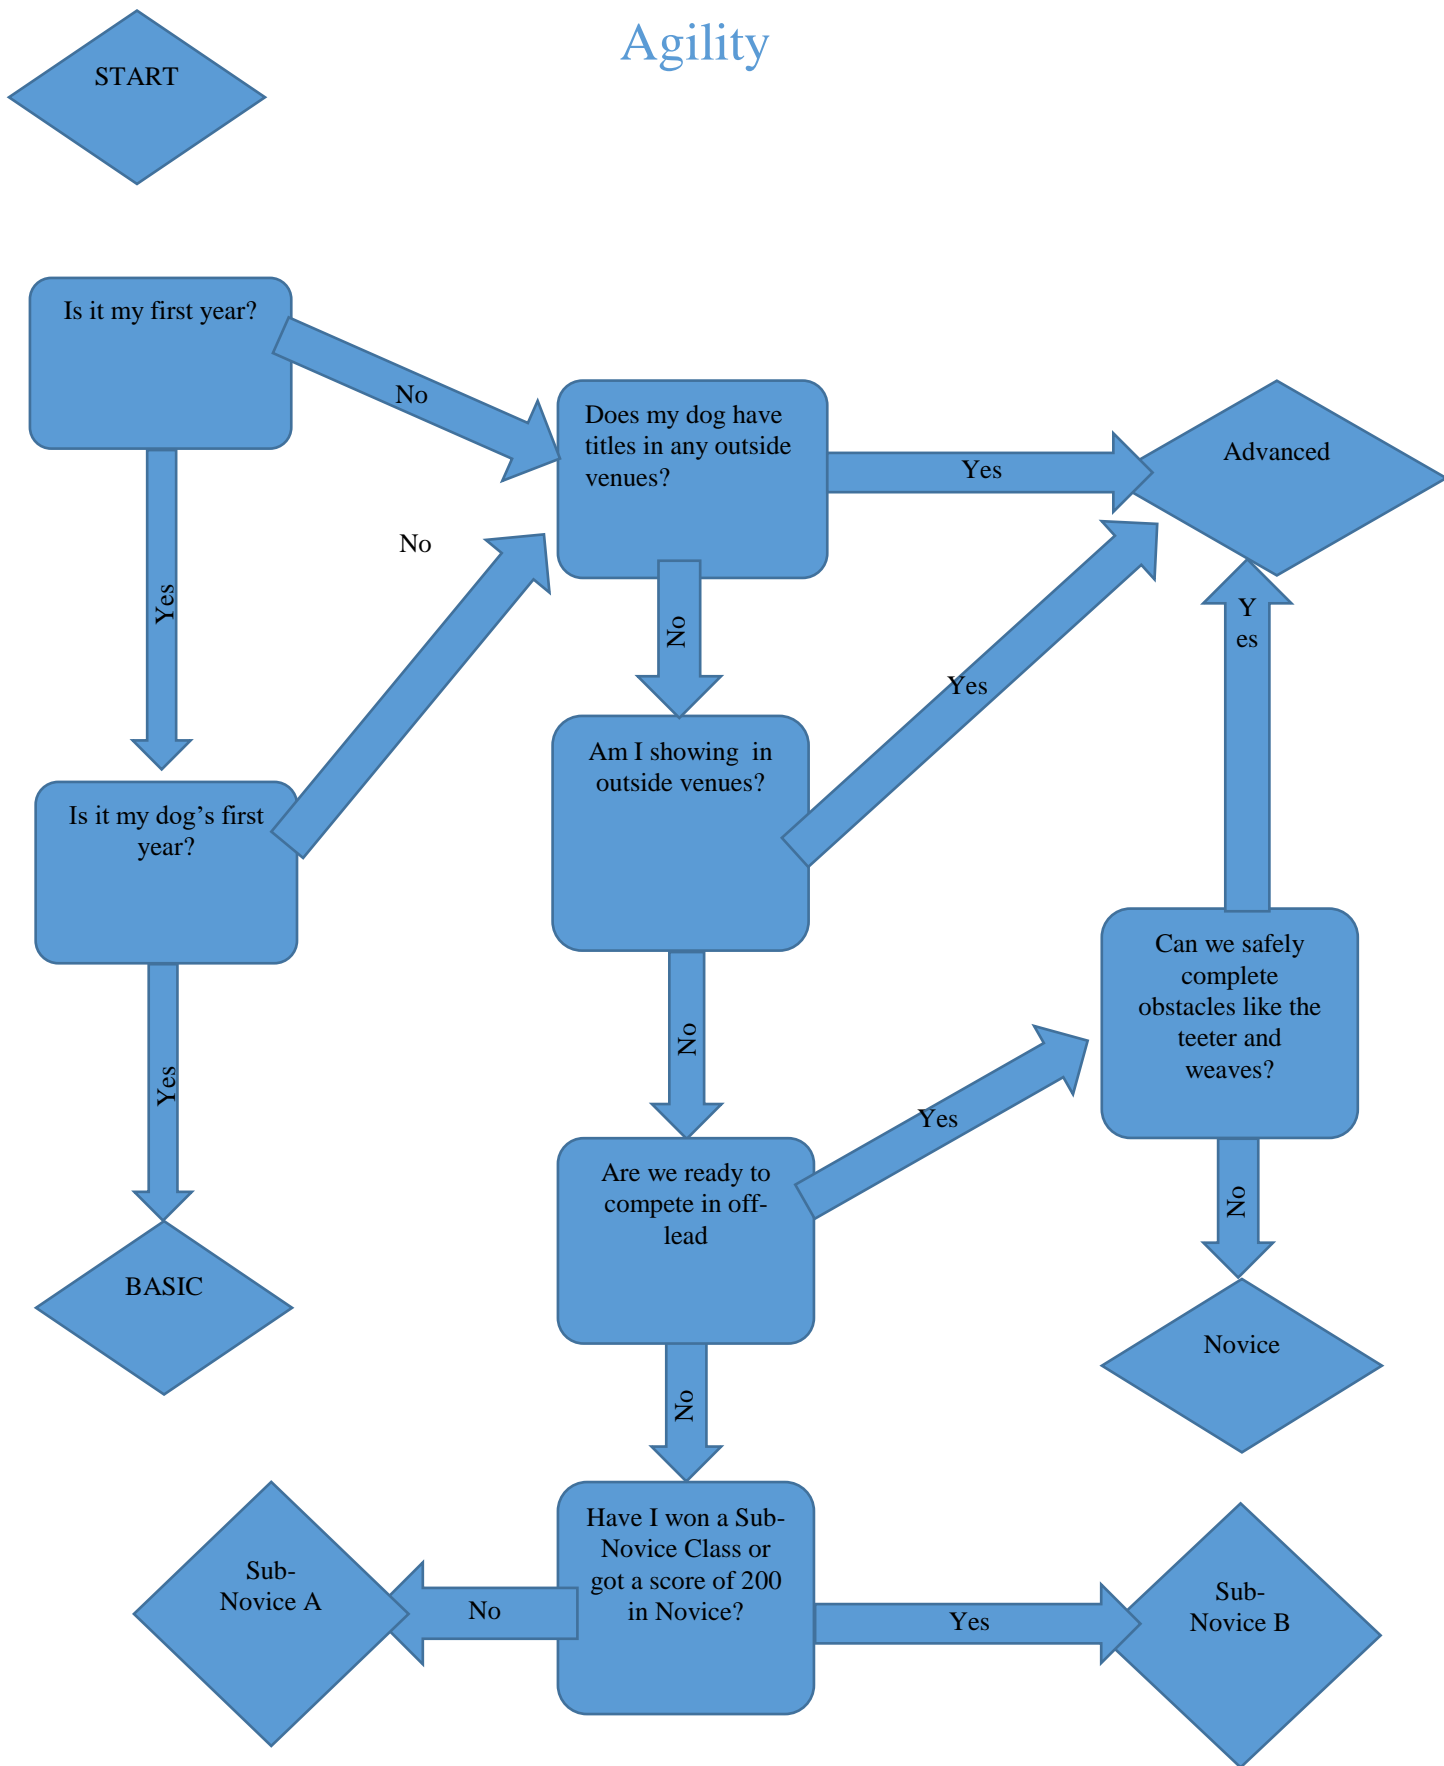 Agility
START
Is it my first year?
No
Does my dog have
titles in any outside
venues?
Yes
Advanced
No
Yes
No
Y
es
Yes
Am I showing  in
outside venues?
Is it my dog’s first
year?
Can we safely
complete
obstacles like the
teeter and
weaves?
No
Yes
Yes
Are we ready to
compete in off-
lead
No
BASIC
Novice
No
Have I won a Sub-
Novice Class or
got a score of 200
in Novice?
Sub-
Novice A
No
Yes
Sub-
Novice B